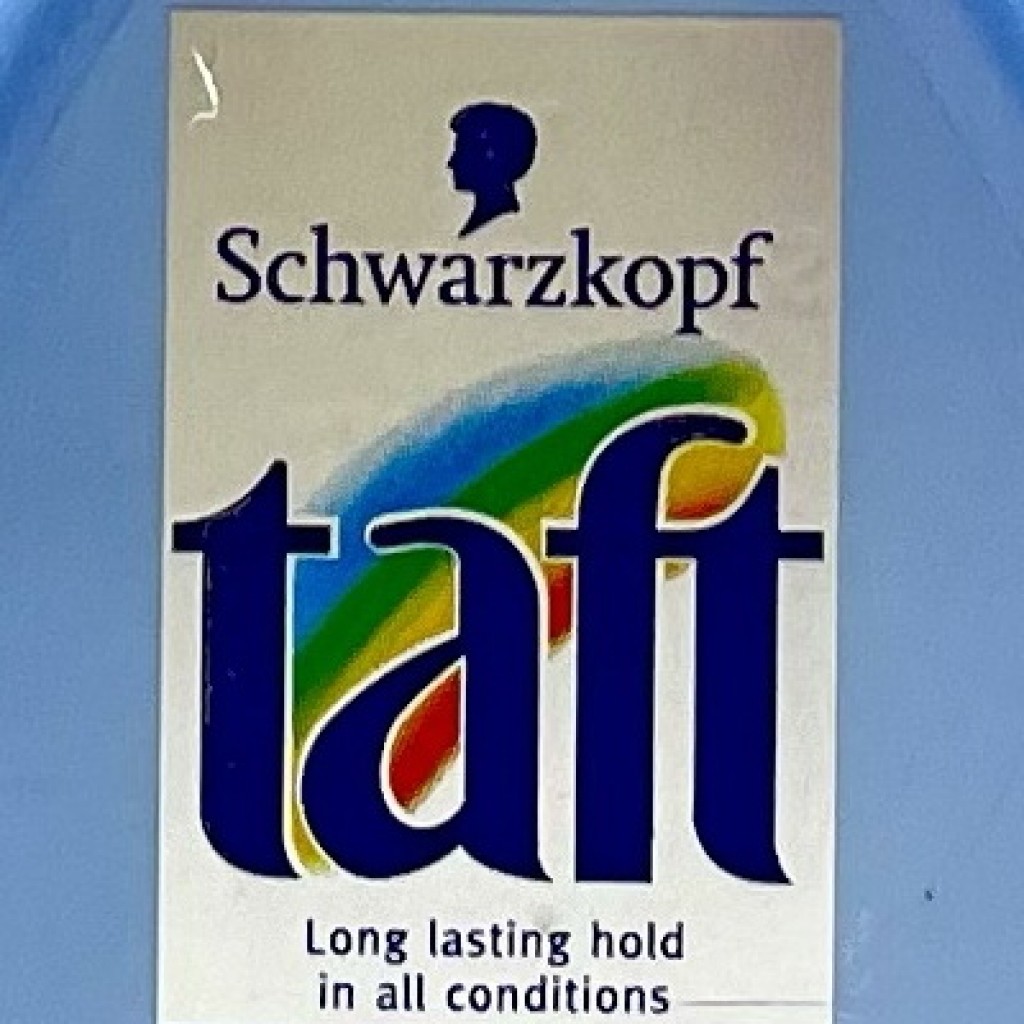 Schwarzkopf
taft
Long lasting hold
in all conditions